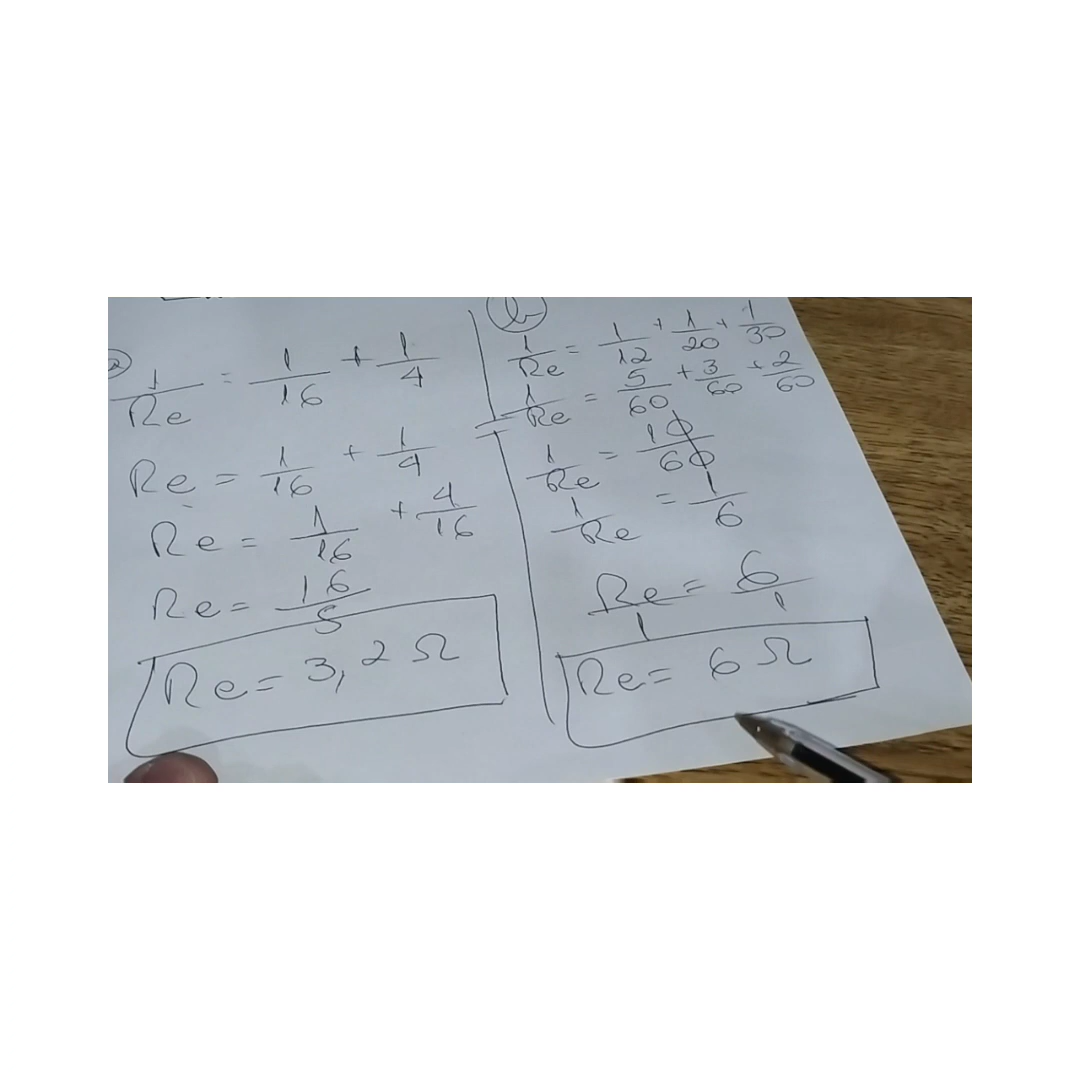 a
1/Re = 1/16 + 1/4
Re = 1/16 + 1/4
Re = 1/16 + 4/16
Re = 16/5
Re = 3,2 Ω
b
1/Re = 1/12 + 1/20 + 1/30
1/Re = 5/60 + 3/60 + 2/60
1/Re = 10/60
1/Re = 1/6
Re/1 = 6/1
Re = 6 Ω